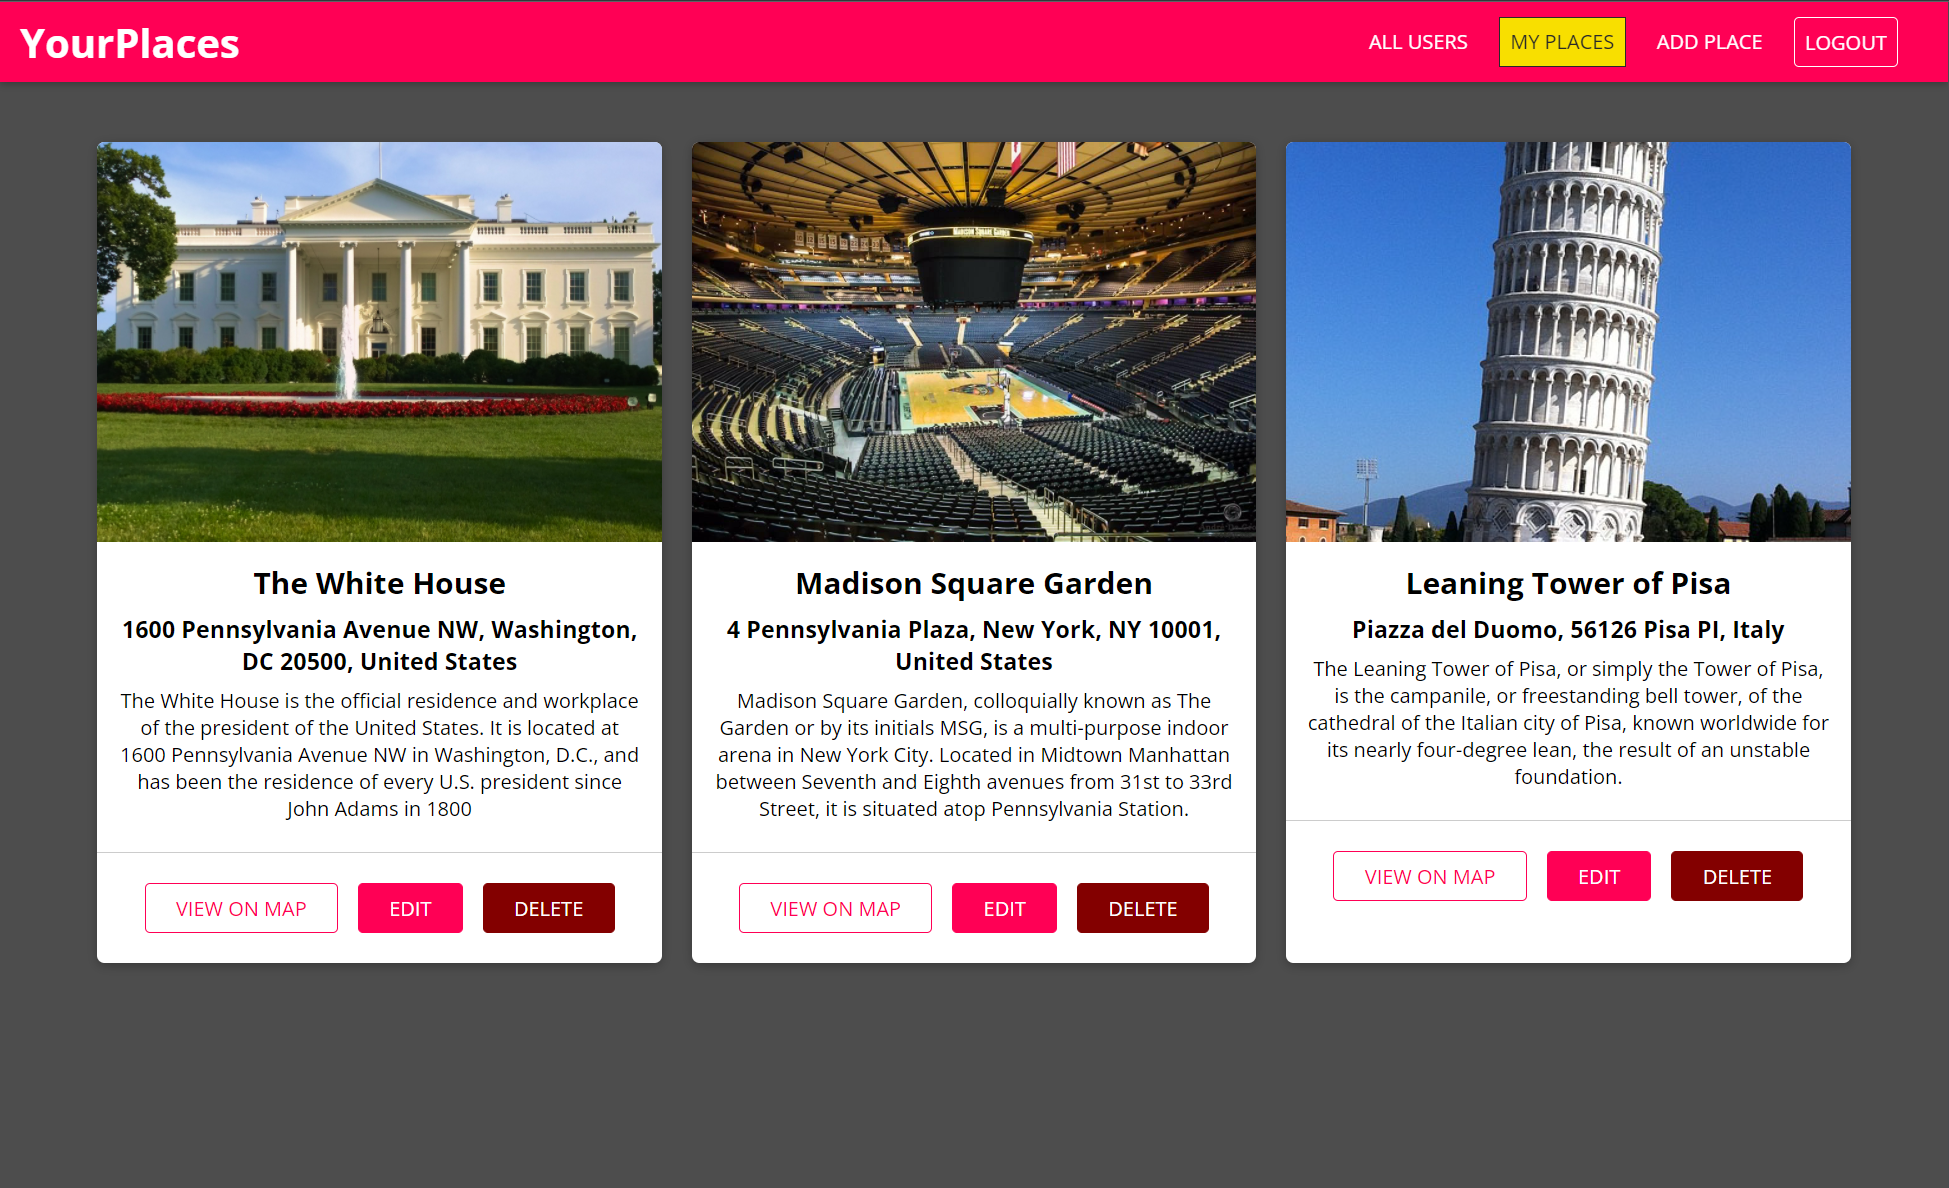 YourPlaces
ALL USERS
MY PLACES
ADD PLACE
LOGOUT
MADISON SQUARE GARDEN
The White House
1600 Pennsylvania Avenue NW, Washington,
DC 20500, United States
The White House is the official residence and workplace
of the president of the United States. It is located at
1600 Pennsylvania Avenue NW in Washington, D.C., and
has been the residence of every U.S. president since
John Adams in 1800
VIEW ON MAP
EDIT
DELETE
Madison Square Garden
4 Pennsylvania Plaza, New York, NY 10001,
United States
Madison Square Garden, colloquially known as The
Garden or by its initials MSG, is a multi-purpose indoor
arena in New York City. Located in Midtown Manhattan
between Seventh and Eighth avenues from 31st to 33rd
Street, it is situated atop Pennsylvania Station.
VIEW ON MAP
EDIT
DELETE
Leaning Tower of Pisa
Piazza del Duomo, 56126 Pisa PI, Italy
The Leaning Tower of Pisa, or simply the Tower of Pisa,
is the campanile, or freestanding bell tower, of the
cathedral of the Italian city of Pisa, known worldwide for
its nearly four-degree lean, the result of an unstable
foundation.
VIEW ON MAP
EDIT
DELETE